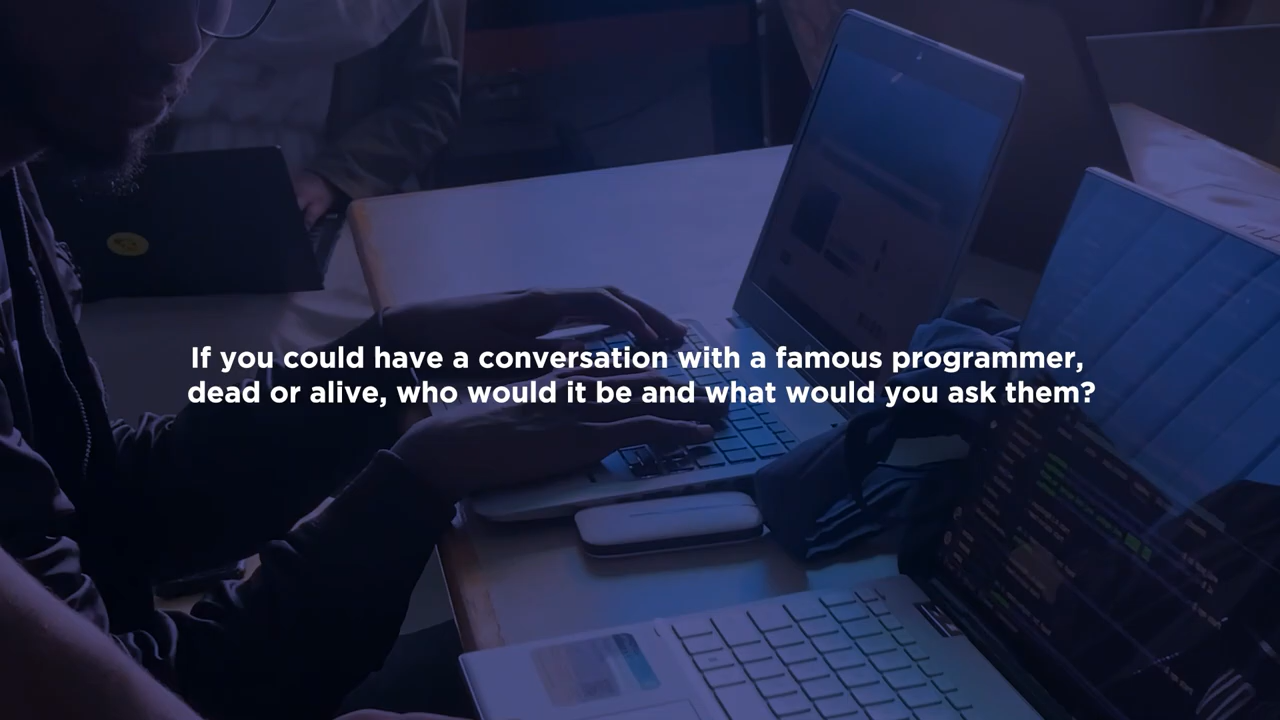 If you could have a conversation with a famous programmer,
dead or alive, who would it be and what would you ask them?